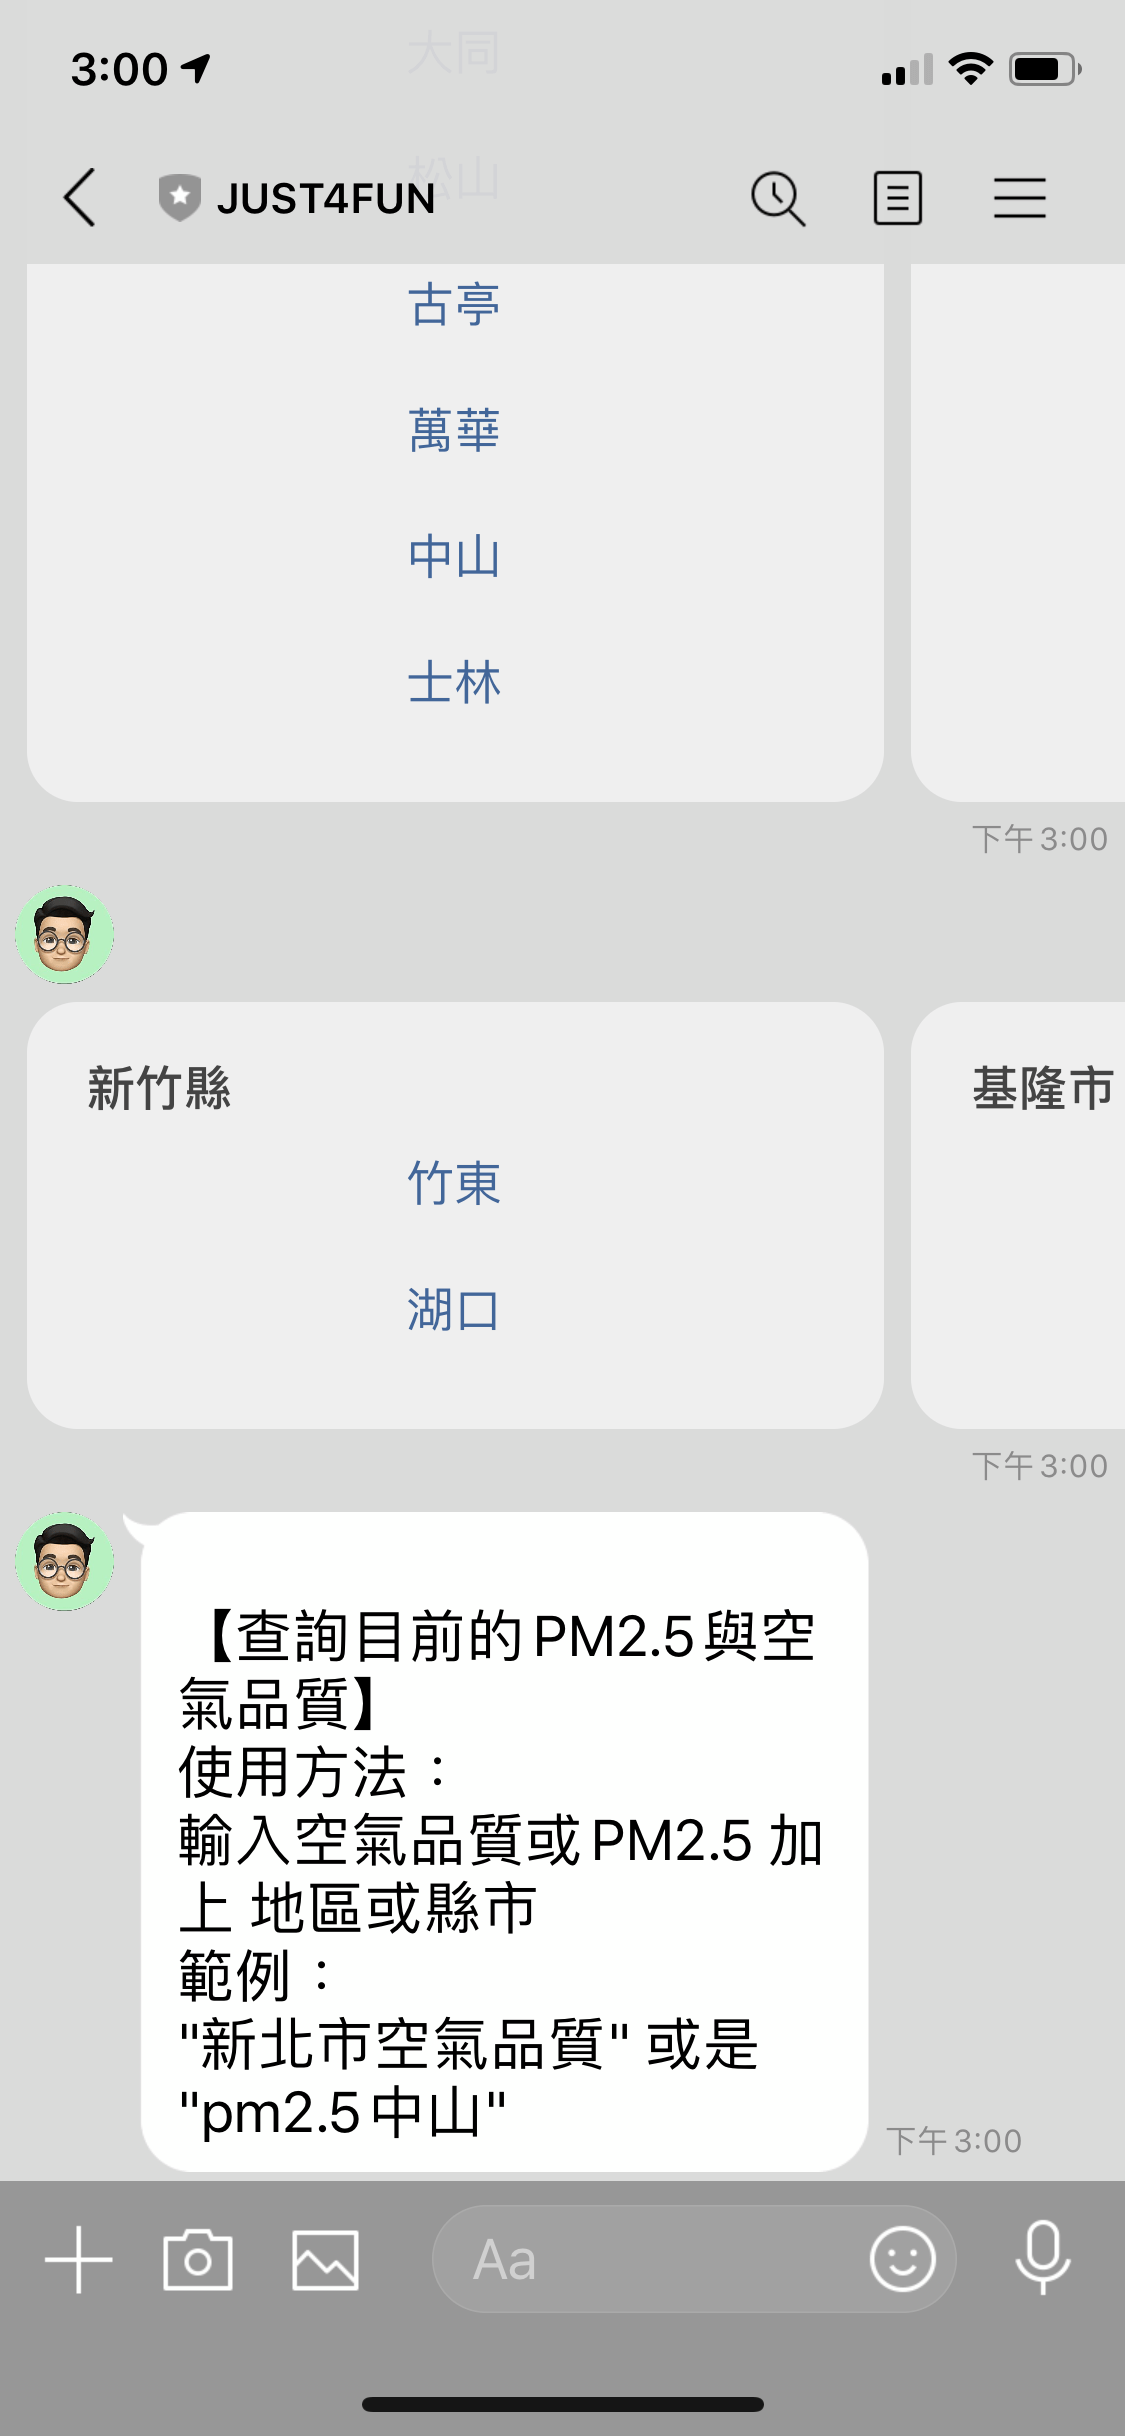 3:00
大同
松山
JUST4FUN
古亭
萬華
中山
士林
下午3:00
新竹縣
基隆市
竹東
湖口
下午3:00
【查詢目前的PM2.5與空
氣品質】
使用方法：
輸入空氣品質或PM2.5 加
上 地區或縣市
範例：
"新北市空氣品質" 或是
"pm2.5中山"
下午3:00
Aa